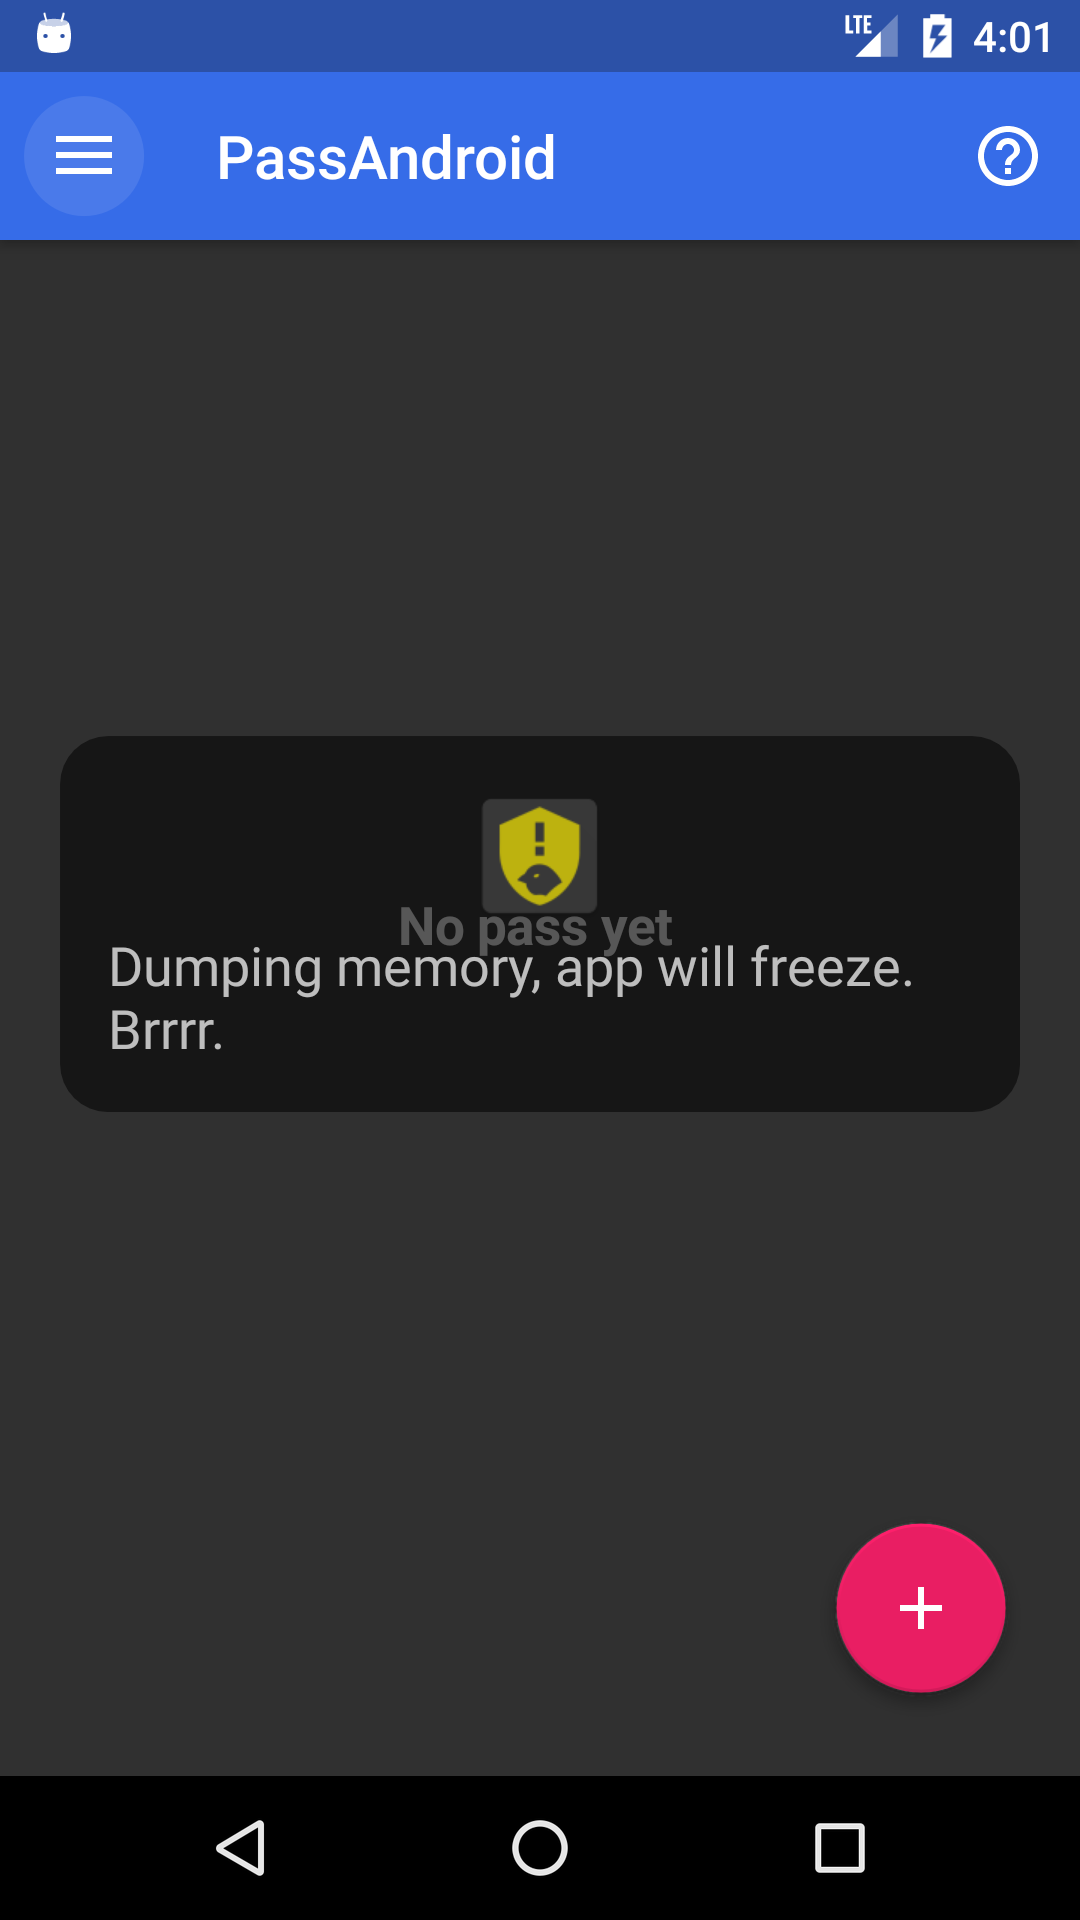 LTE 4:01
PassAndroid
No pass yet
Dumping memory, app will freeze.
Brrrr.